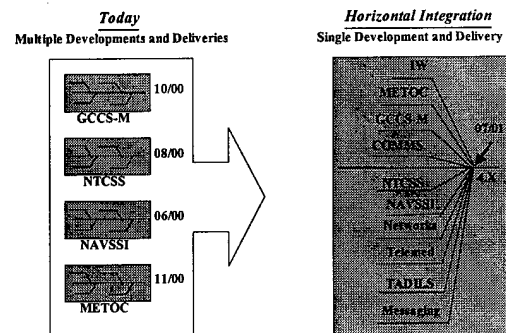 Today
Multiple Developments and Deliveries
10/00
GCCS-M
08/00
NTCSS
06/00
NAVSSI
11/00
METOC
Horizontal Integration
Single Development and Delivery
IW
METOC
GCCS-M
COMMS
07/01
NTCSS
4.X
NAVSSI
Networks
Telemed
TADILS
Messaging